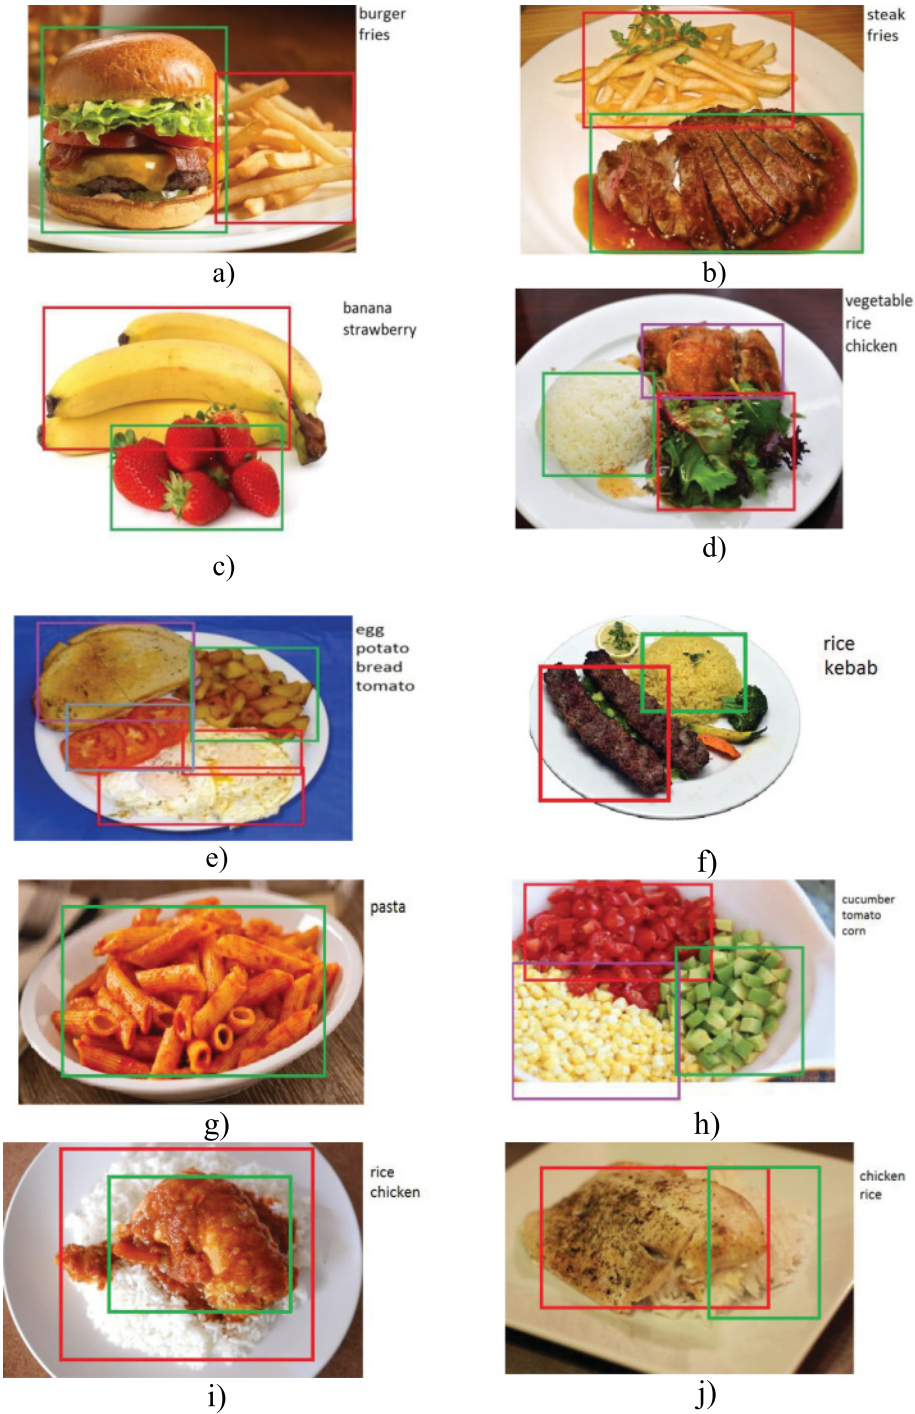 burger
fries
a)
steak
fries
b)
banana
strawberry
c)
vegetable
rice
chicken
d)
egg
potato
bread
tomato
e)
rice
kebab
f)
pasta
g)
cucumber
tomato
corn
h)
rice
chicken
i)
chicken
rice
j)